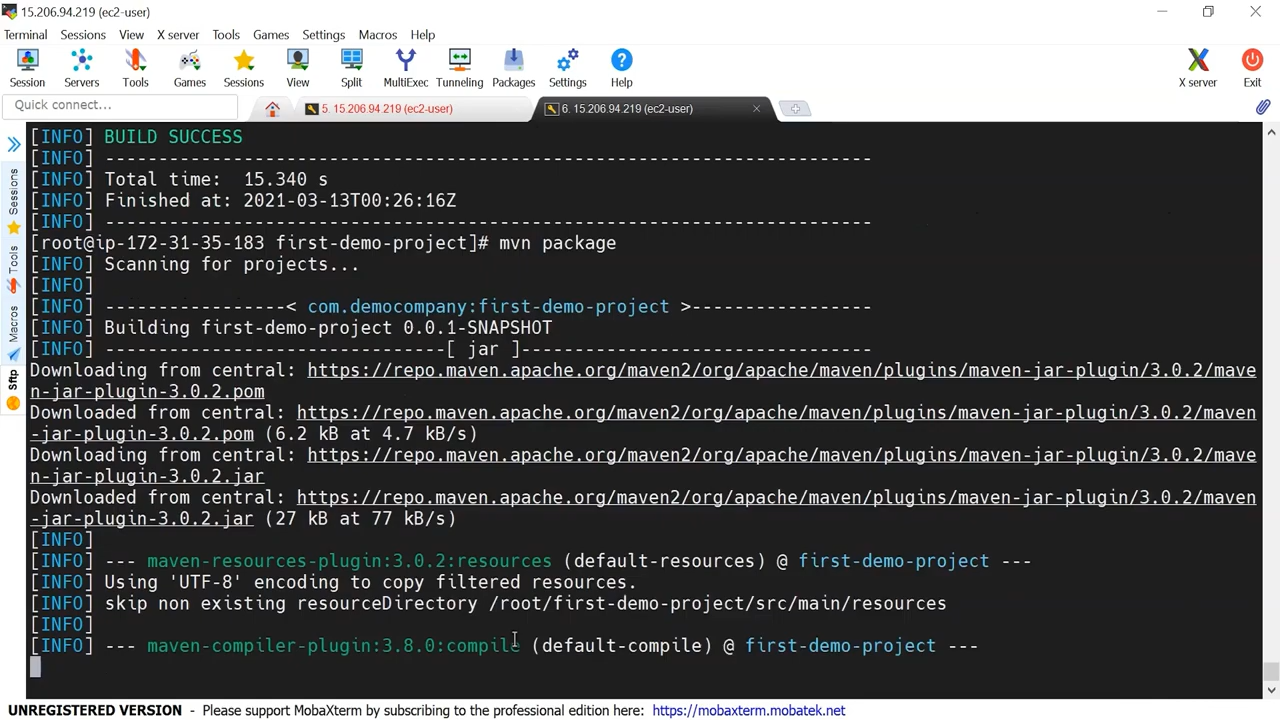 15.206.94.219 (ec2-user)
Terminal Sessions View X server Tools Games Settings Macros Help
Session Servers Tools Games Sessions View Split MultiExec Tunneling Packages Settings Help X server Exit
Quick connect...
5. 15.206.94.219 (ec2-user)
6. 15.206.94.219 (ec2-user)
Sessions
Tools
Macros
Sftp
[INFO] BUILD SUCCESS
[INFO] ------------------------------------------------------------------------
[INFO] Total time:  15.340 s
[INFO] Finished at: 2021-03-13T00:26:16Z
[INFO] ------------------------------------------------------------------------
[root@ip-172-31-35-183 first-demo-project]# mvn package
[INFO] Scanning for projects...
[INFO]
[INFO] -----------------< com.democompany:first-demo-project >-----------------
[INFO] Building first-demo-project 0.0.1-SNAPSHOT
[INFO] --------------------------------[ jar ]---------------------------------
Downloading from central: https://repo.maven.apache.org/maven2/org/apache/maven/plugins/maven-jar-plugin/3.0.2/mave
n-jar-plugin-3.0.2.pom
Downloaded from central: https://repo.maven.apache.org/maven2/org/apache/maven/plugins/maven-jar-plugin/3.0.2/maven
-jar-plugin-3.0.2.pom (6.2 kB at 4.7 kB/s)
Downloading from central: https://repo.maven.apache.org/maven2/org/apache/maven/plugins/maven-jar-plugin/3.0.2/mave
n-jar-plugin-3.0.2.jar
Downloaded from central: https://repo.maven.apache.org/maven2/org/apache/maven/plugins/maven-jar-plugin/3.0.2/maven
-jar-plugin-3.0.2.jar (27 kB at 77 kB/s)
[INFO]
[INFO] --- maven-resources-plugin:3.0.2:resources (default-resources) @ first-demo-project ---
[INFO] Using 'UTF-8' encoding to copy filtered resources.
[INFO] skip non existing resourceDirectory /root/first-demo-project/src/main/resources
[INFO]
[INFO] --- maven-compiler-plugin:3.8.0:compile (default-compile) @ first-demo-project ---
UNREGISTERED VERSION - Please support MobaXterm by subscribing to the professional edition here: https://mobaxterm.mobatek.net